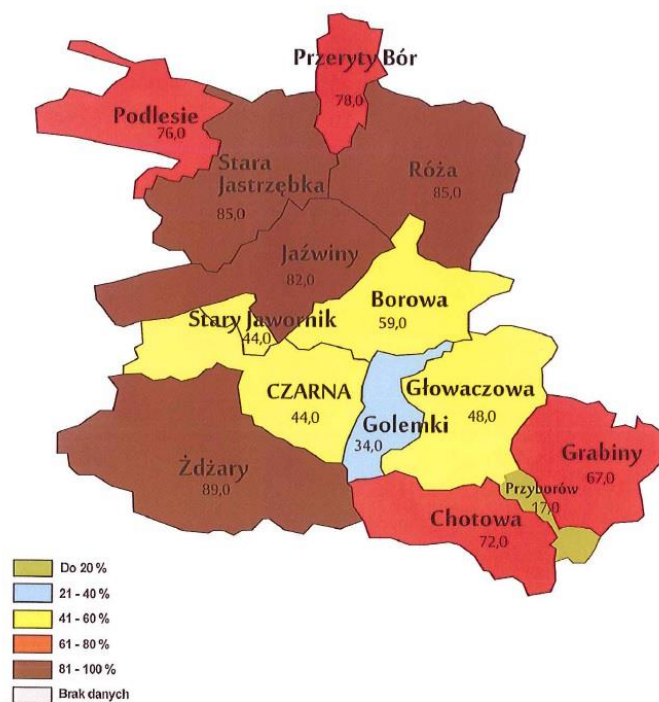 Przeryty Bór
78,0
Podlesie
76,0
Stara
Jastrzębka
85,0
Róża
85,0
Jaźwiny
82,0
Borowa
59,0
Stary Jawornik
44,0
CZARNA
44,0
Golemki
34,0
Głowaczowa
48,0
Grabiny
67,0
Przyborów
17,0
Żdżary
89,0
Chotowa
72,0
Do 20 %
21 - 40 %
41 - 60 %
61 - 80 %
81 - 100 %
Brak danych